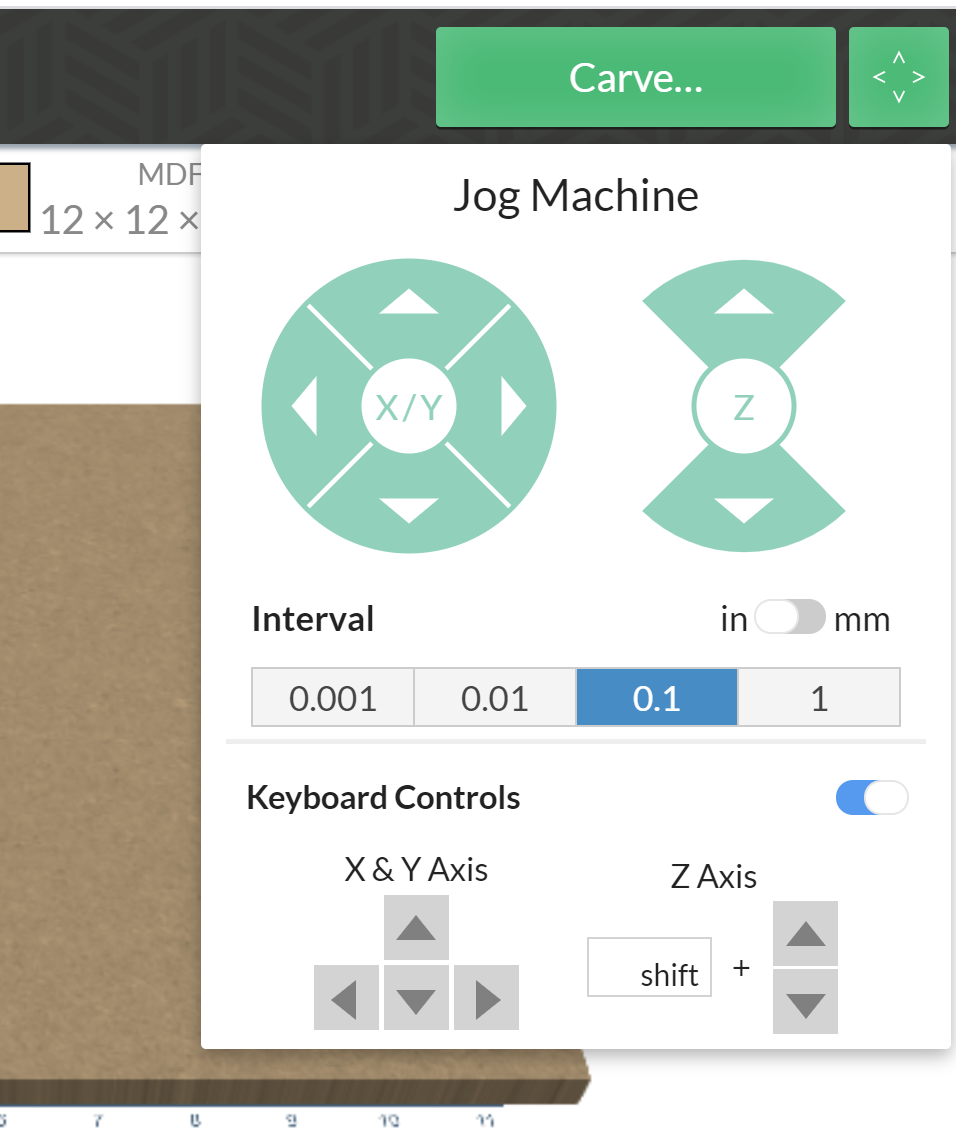 Carve...
MDF
12 × 12 ×
Jog Machine
X/Y
Z
Interval
in mm
0.001 0.01 0.1 1
Keyboard Controls
X & Y Axis
Z Axis
shift +
7 8 9 10 11